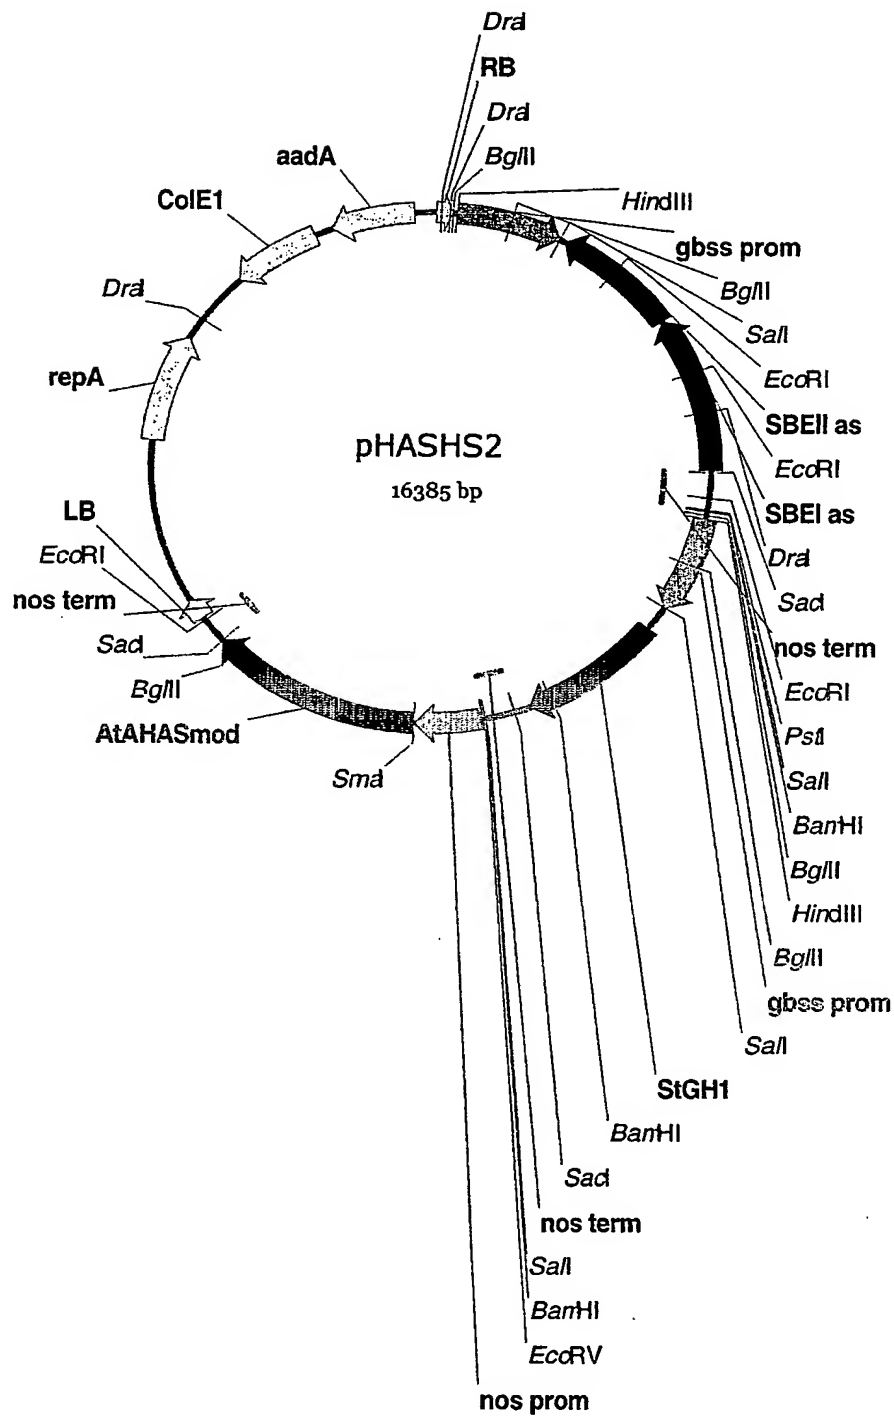 DraI
RB
DraI
BglII
HindIII
gbss prom
BglII
SalI
EcoRI
SBEII as
EcoRI
SBEI as
DraI
SacI
nos term
EcoRI
PstI
SalI
BamHI
BglII
HindIII
BglII
gbss prom
SalI
StGH1
BamHI
SacI
nos term
SalI
BamHI
EcoRV
nos prom
SmaI
AtAHASmod
BglII
SacI
nos term
EcoRI
LB
repA
DraI
ColE1
aadA
pHASHS2
16385 bp